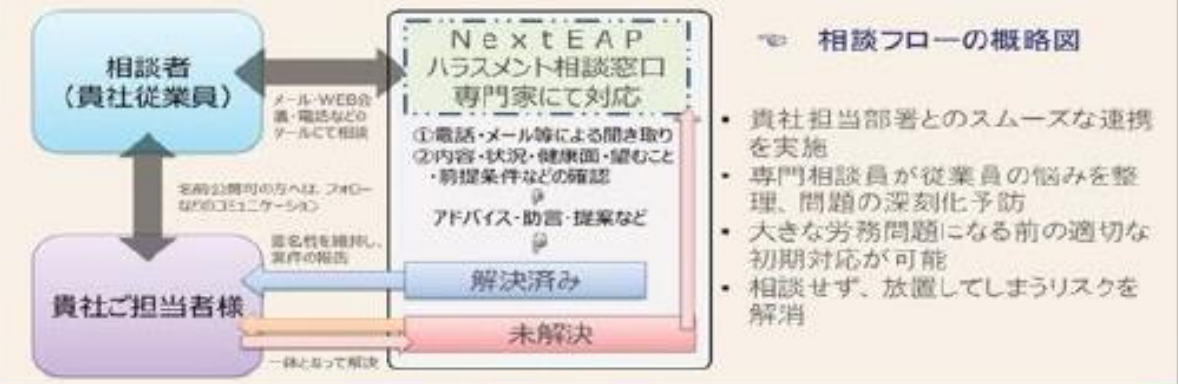 相談者
(貴社従業員)
メール・WEB会
議・電話などの
ツールにて相談
NextEAP
ハラスメント相談窓口
専門家にて対応
①電話・メール等による聞き取り
②内容・状況・健康面・望むこと
・前提条件などの確認
アドバイス・助言・提案など
解決済み
未解決
名前公開可の方へは、フォロー
などのコミュニケーション
匿名性を維持し、
案件の報告
貴社ご担当者様
一体となって解決
☜ 相談フローの概略図
• 貴社担当部署とのスムーズな連携
を実施
• 専門相談員が従業員の悩みを整
理、問題の深刻化予防
• 大きな労務問題になる前の適切な
初期対応が可能
• 相談せず、放置してしまうリスクを
解消